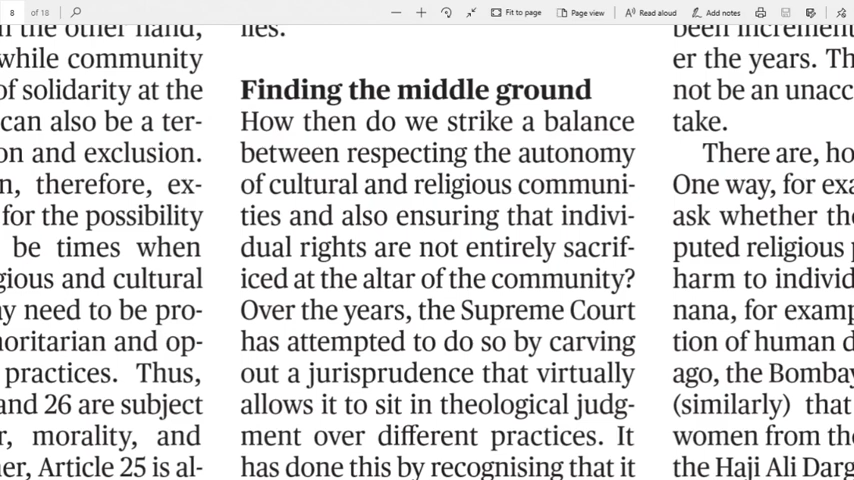 8 of 18 Fit to page Page view Read aloud Add notes
the other hand,
while community
of solidarity at the
can also be a ter-
on and exclusion.
n, therefore, ex-
for the possibility
be times when
gious and cultural
y need to be pro-
horitarian and op-
practices. Thus,
and 26 are subject
r, morality, and
er, Article 25 is al-
lies.
Finding the middle ground
How then do we strike a balance
between respecting the autonomy
of cultural and religious communi-
ties and also ensuring that indivi-
dual rights are not entirely sacrif-
iced at the altar of the community?
Over the years, the Supreme Court
has attempted to do so by carving
out a jurisprudence that virtually
allows it to sit in theological judg-
ment over different practices. It
has done this by recognising that it
been increment
er the years. Th
not be an unacc
take.
There are, ho
One way, for exa
ask whether the
puted religious p
harm to individ
nana, for examp
tion of human d
ago, the Bombay
(similarly) that
women from the
the Haji Ali Darg